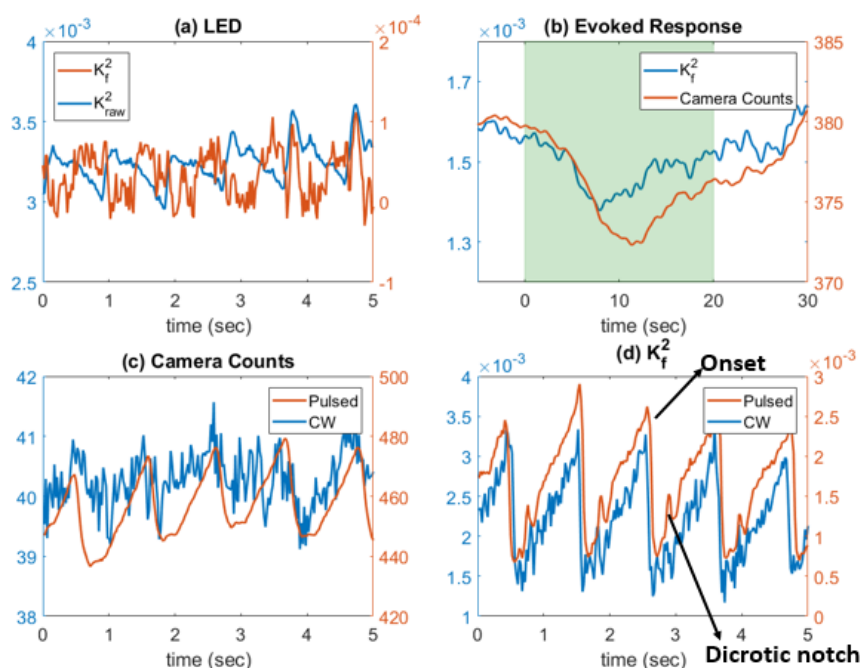 (a) LED
×10⁻³
×10⁻⁴
4
3.5
3
2.5
2
1
0
-1
K_f^2
K_raw^2
0 1 2 3 4 5
time (sec)
(b) Evoked Response
×10⁻³
1.7
1.5
1.3
385
380
375
370
K_f^2
Camera Counts
0 10 20 30
time (sec)
(c) Camera Counts
42
41
40
39
38
500
480
460
440
420
Pulsed
CW
0 1 2 3 4 5
time (sec)
(d) K_f^2
×10⁻³
×10⁻³
4
3.5
3
2.5
2
1.5
1
3
2.5
2
1.5
1
0.5
0
Onset
Pulsed
CW
Dicrotic notch
0 1 2 3 4 5
time (sec)